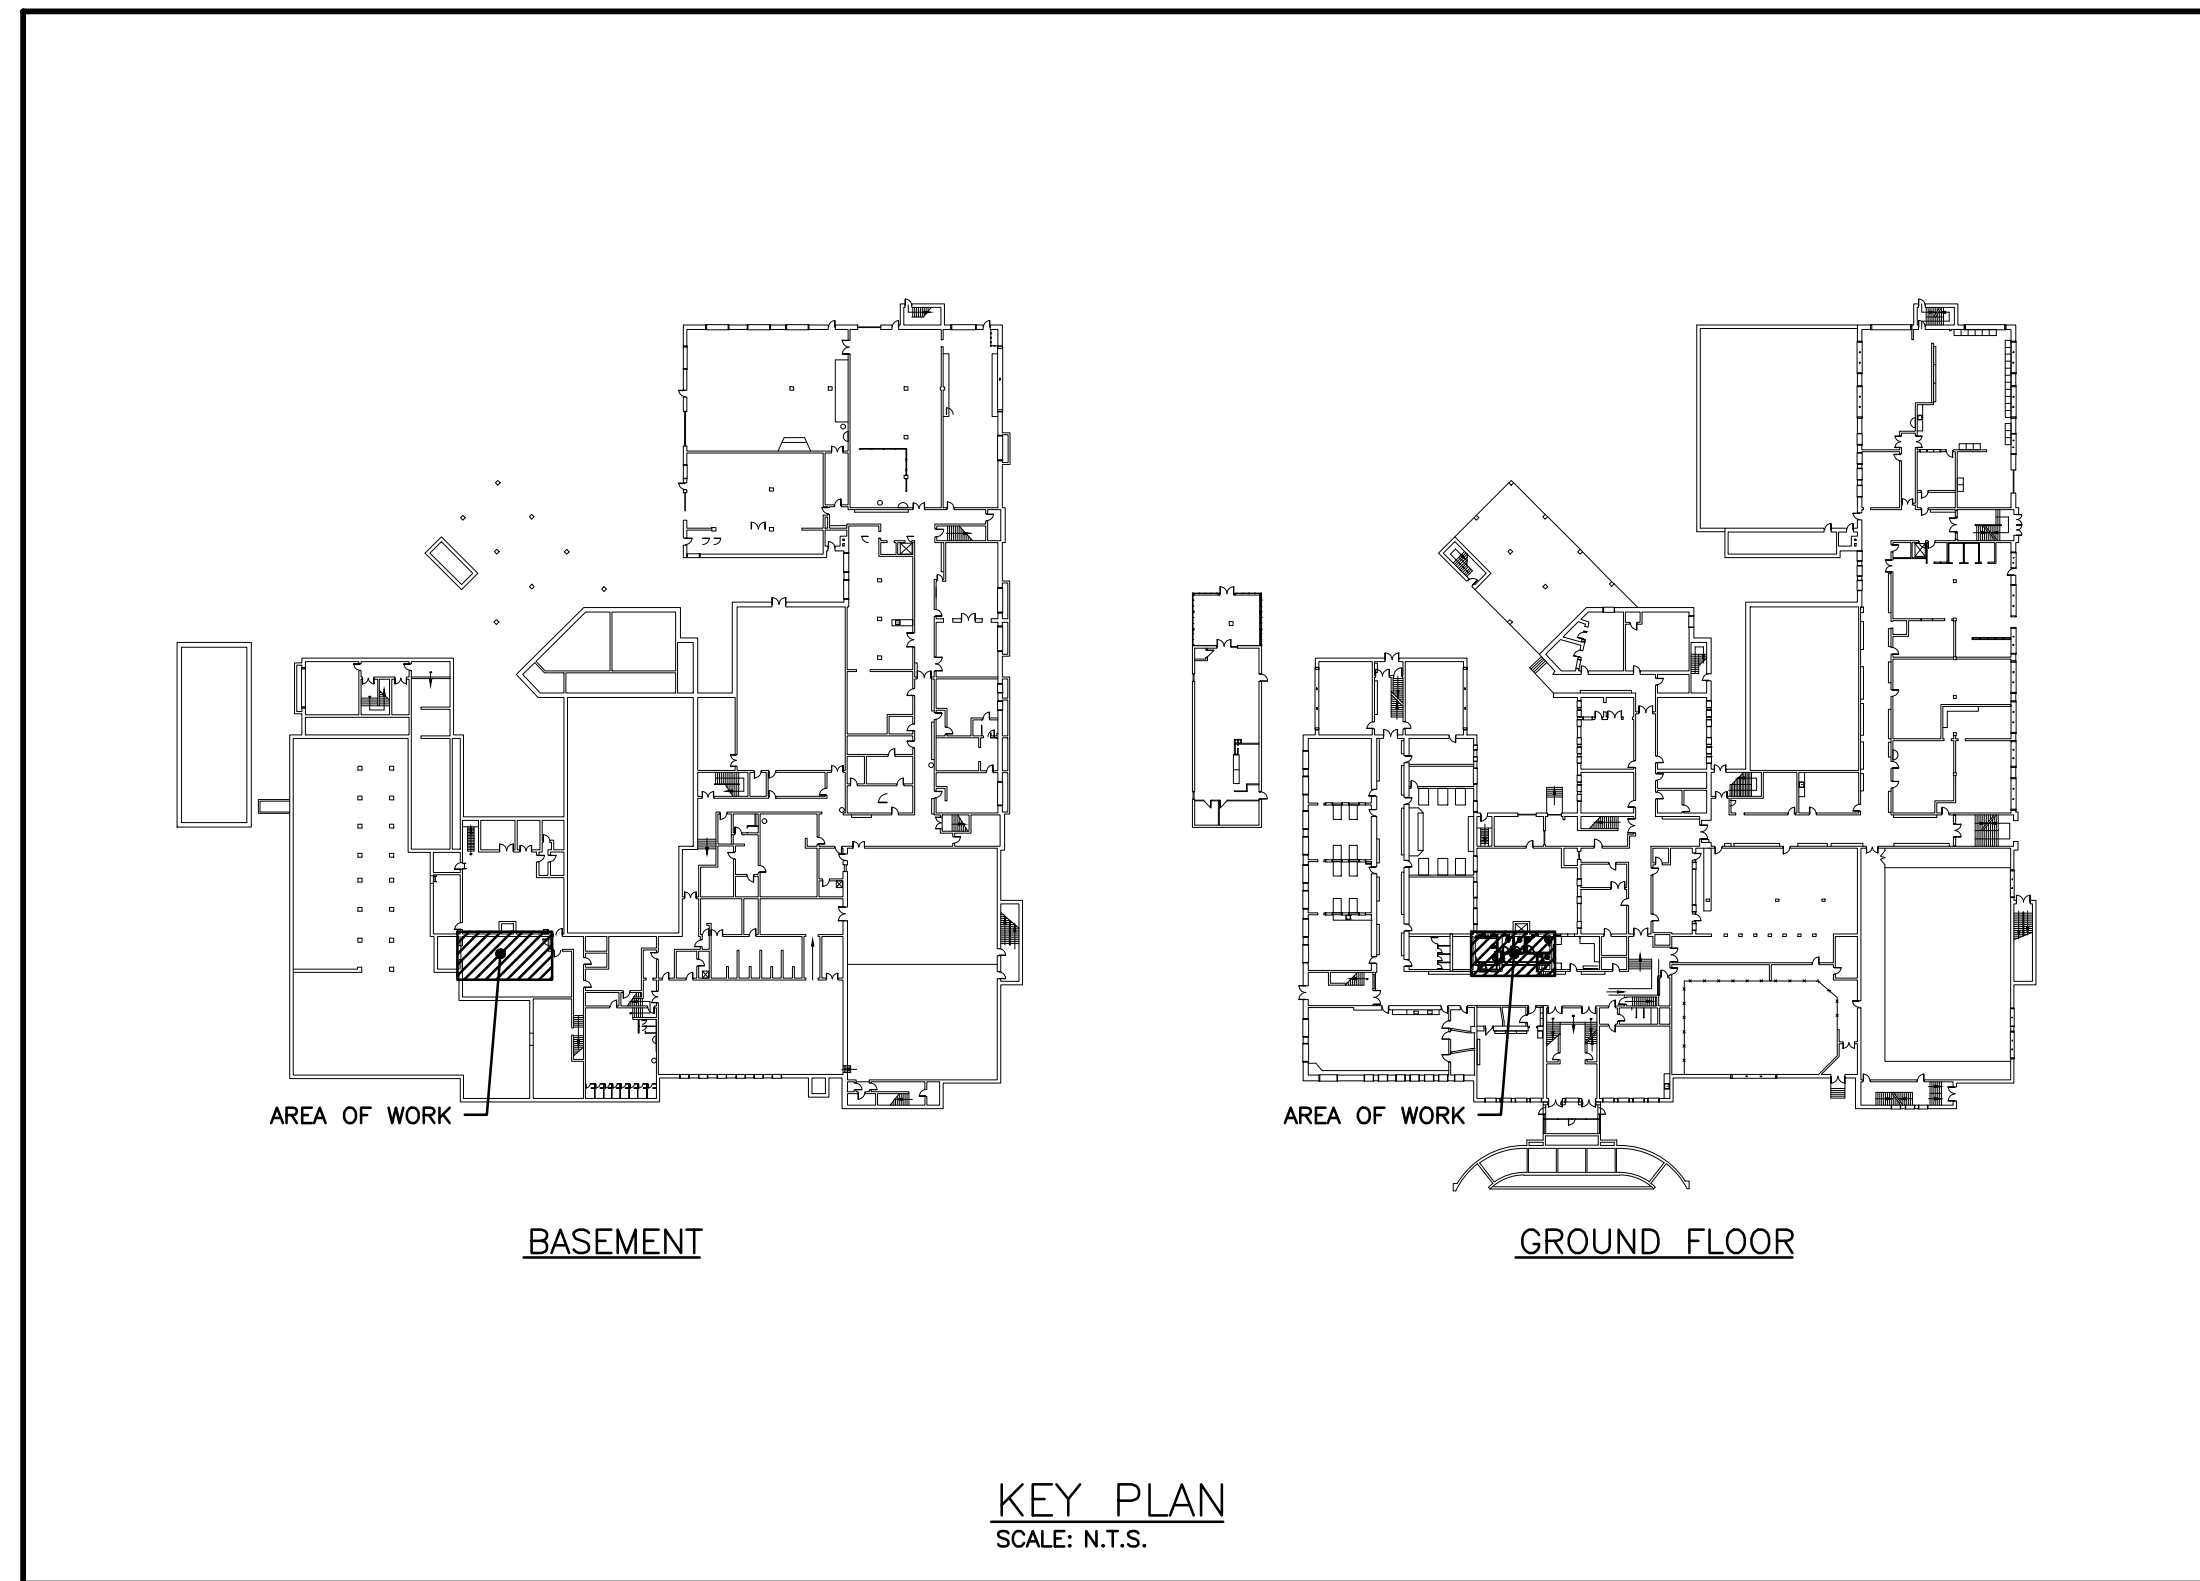 AREA OF WORK
AREA OF WORK
BASEMENT
GROUND FLOOR
KEY PLAN
SCALE: N.T.S.